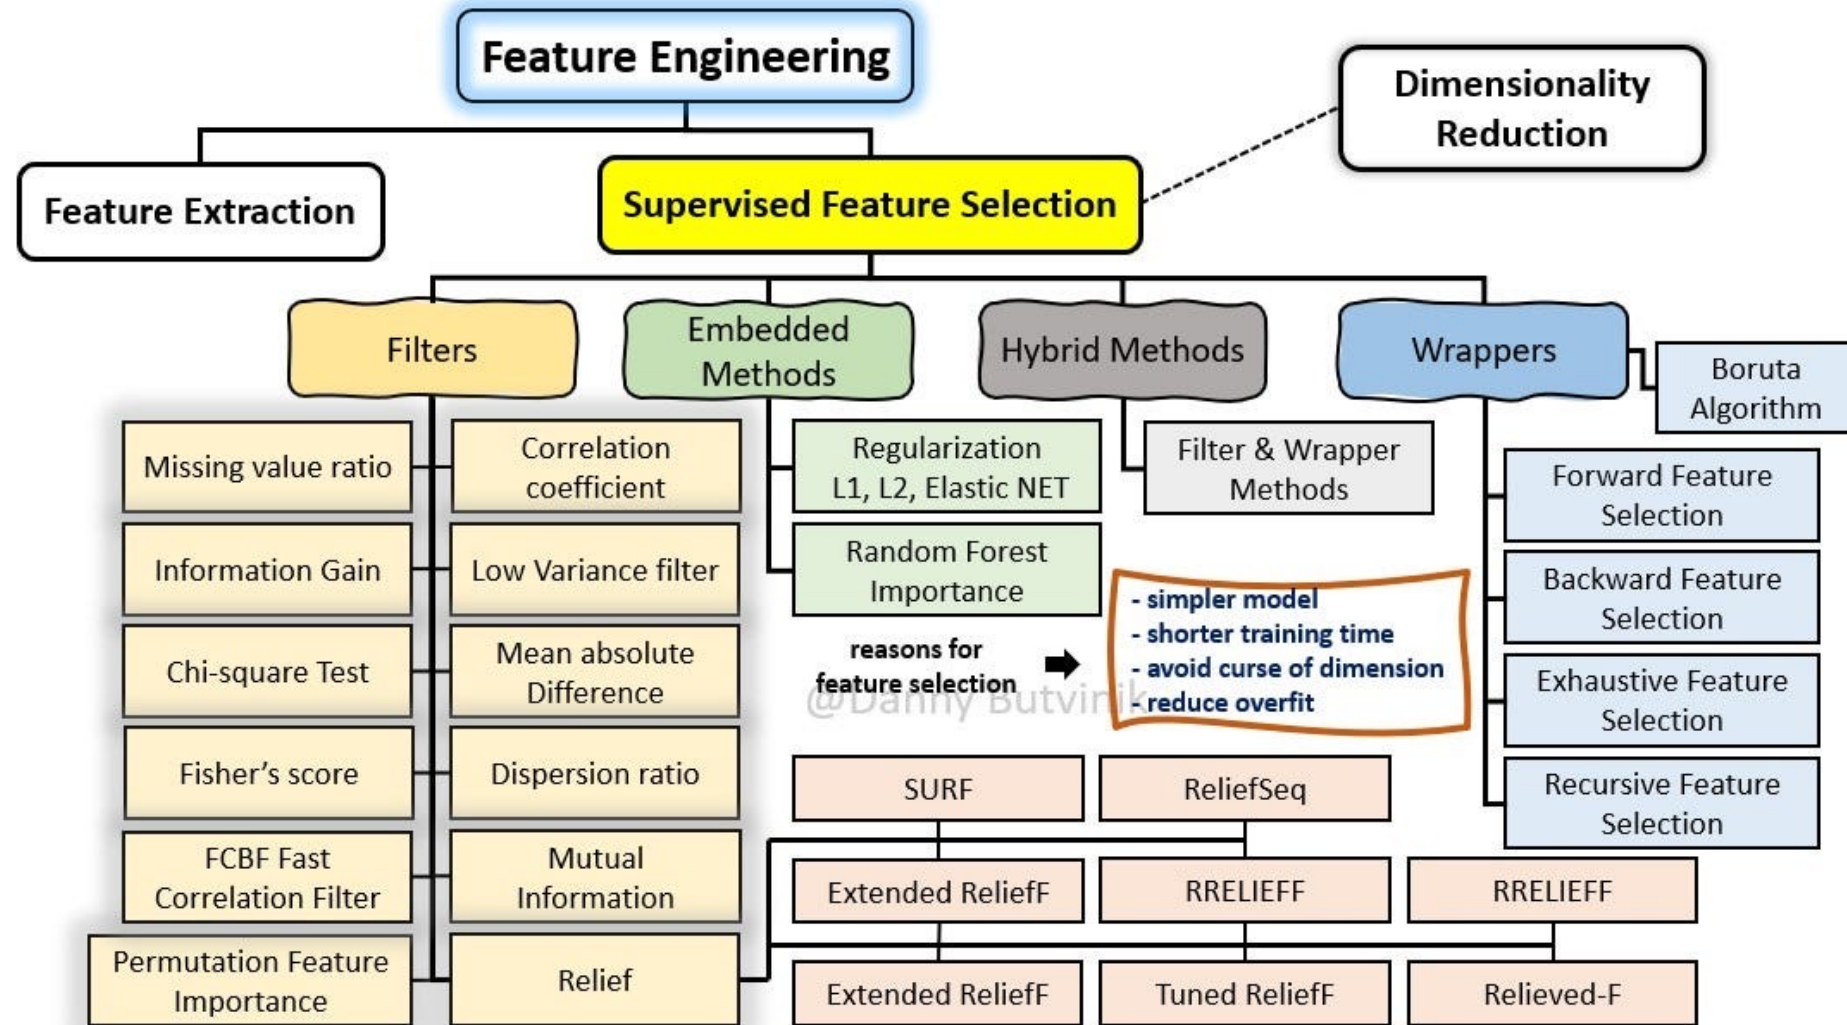 Feature Engineering
Dimensionality
Reduction
Feature Extraction
Supervised Feature Selection
Filters
Embedded
Methods
Hybrid Methods
Wrappers
Boruta
Algorithm
Missing value ratio
Correlation
coefficient
Information Gain
Low Variance filter
Chi-square Test
Mean absolute
Difference
Fisher's score
Dispersion ratio
FCBF Fast
Correlation Filter
Mutual
Information
Permutation Feature
Importance
Relief
Regularization
L1, L2, Elastic NET
Random Forest
Importance
Filter & Wrapper
Methods
Forward Feature
Selection
Backward Feature
Selection
Exhaustive Feature
Selection
Recursive Feature
Selection
reasons for
feature selection
- simpler model
- shorter training time
- avoid curse of dimension
- reduce overfit
@Danny Butvinik
SURF
ReliefSeq
Extended ReliefF
RRELIEFF
RRELIEFF
Extended ReliefF
Tuned ReliefF
Relieved-F